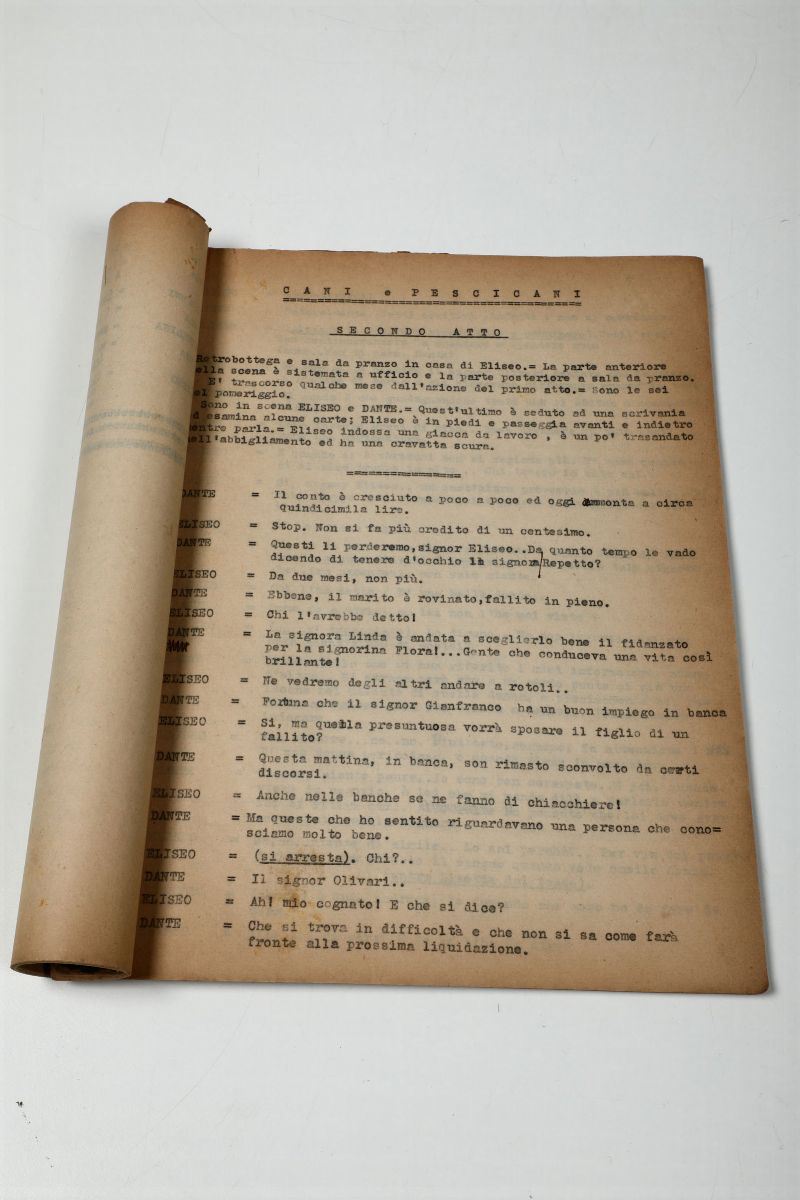 C A N I e P E S C I C A N I
S E C O N D O A T T O
Retrobottega e sala da pranzo in casa di Eliseo.= La parte anteriore
ella scena è sistemata a ufficio e la parte posteriore a sala da pranzo.
E' trascorso qualche mese dall'azione del primo atto.= Sono le sei
el pomeriggio.
Sono in scena ELISEO e DANTE.= Quest'ultimo è seduto ad una scrivania
d esamina alcune carte; Eliseo è in piedi e passeggia avanti e indietro
entre parla.= Eliseo indossa una giacca da lavoro , è un po' trasandato
ell'abbigliamento ed ha una cravatta scura.
===================
DANTE = Il conto è cresciuto a poco a poco ed oggi ammonta a circa
quindicimila lire.
ELISEO = Stop. Non si fa più credito di un centesimo.
DANTE = Questi li perderemo,signor Eliseo..Da quanto tempo le vado
dicendo di tenere d'occhio la signora/Repetto?
ELISEO = Da due mesi, non più.
DANTE = Ebbene, il marito è rovinato,fallito in pieno.
ELISEO = Chi l'avrebbe detto!
DANTE = La signora Linda è andata a sceglierlo bene il fidanzato
per la signorina Flora!...Gente che conduceva una vita così
brillante!
ELISEO = Ne vedremo degli altri andare a rotoli..
DANTE = Fortuna che il signor Gianfranco ha un buon impiego in banca
ELISEO = Si, ma quella presuntuosa vorrà sposare il figlio di un
fallito?
DANTE = Questa mattina, in banca, son rimasto sconvolto da certi
discorsi.
ELISEO = Anche nelle banche se ne fanno di chiacchiere!
DANTE = Ma queste che ho sentito riguardavano una persona che cono=
sciamo molto bene.
ELISEO = (si arresta). Chi?..
DANTE = Il signor Olivari..
ELISEO = Ah! mio cognato! E che si dice?
DANTE = Che si trova in difficoltà e che non si sa come farà
fronte alla prossima liquidazione.